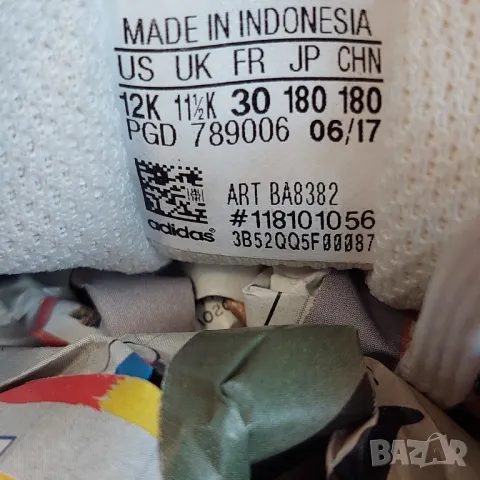 MADE IN INDONESIA
US UK FR JP CHN
12K 11½K 30 180 180
PGD 789006 06/17
ART BA8382
#118101056
adidas® 3B52QQ5F00087
1020
BAZAR